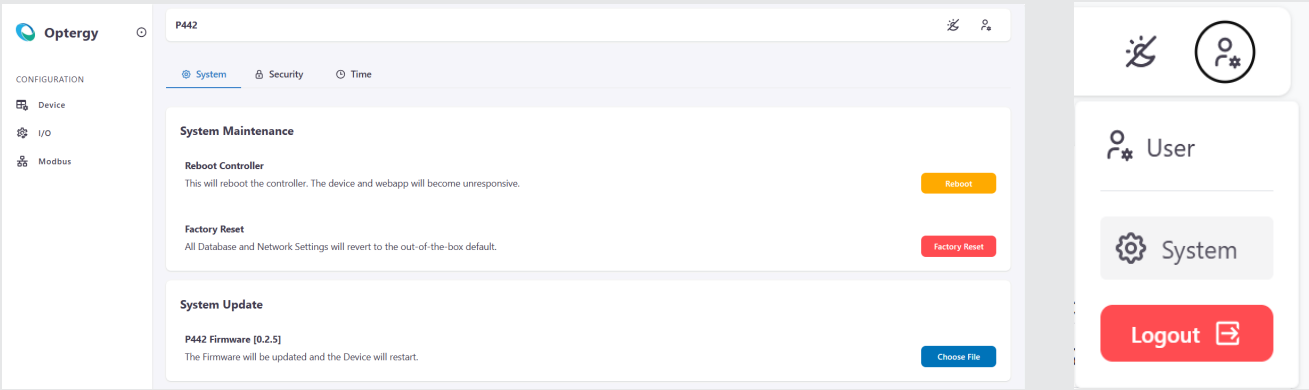 Optergy
CONFIGURATION
Device
I/O
Modbus
P442
System
Security
Time
System Maintenance
Reboot Controller
This will reboot the controller. The device and webapp will become unresponsive.
Reboot
Factory Reset
All Database and Network Settings will revert to the out-of-the-box default.
Factory Reset
System Update
P442 Firmware [0.2.5]
The Firmware will be updated and the Device will restart.
Choose File
User
System
Logout